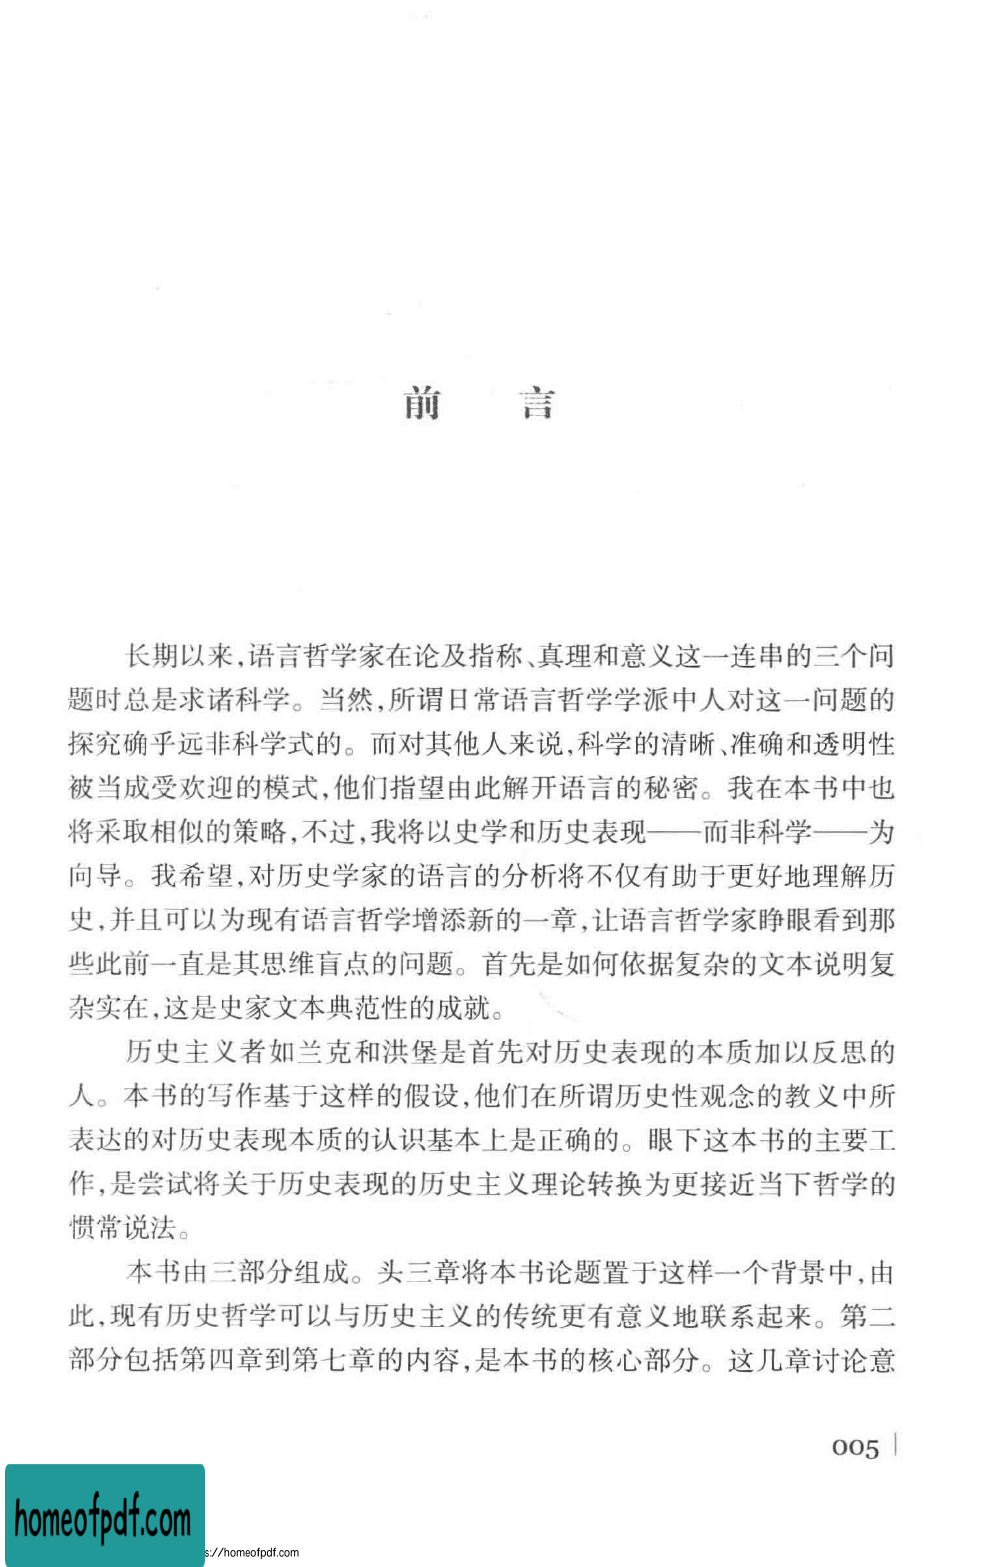 前 言
长期以来,语言哲学家在论及指称、真理和意义这一连串的三个问
题时总是求诸科学。当然,所谓日常语言哲学学派中人对这一问题的
探究确乎远非科学式的。而对其他人来说,科学的清晰、准确和透明性
被当成受欢迎的模式,他们指望由此解开语言的秘密。我在本书中也
将采取相似的策略,不过,我将以史学和历史表现——而非科学——为
向导。我希望,对历史学家的语言的分析将不仅有助于更好地理解历
史,并且可以为现有语言哲学增添新的一章,让语言哲学家睁眼看到那
些此前一直是其思维盲点的问题。首先是如何依据复杂的文本说明复
杂实在,这是史家文本典范性的成就。
历史主义者如兰克和洪堡是首先对历史表现的本质加以反思的
人。本书的写作基于这样的假设,他们在所谓历史性观念的教义中所
表达的对历史表现本质的认识基本上是正确的。眼下这本书的主要工
作,是尝试将关于历史表现的历史主义理论转换为更接近当下哲学的
惯常说法。
本书由三部分组成。头三章将本书论题置于这样一个背景中,由
此,现有历史哲学可以与历史主义的传统更有意义地联系起来。第二
部分包括第四章到第七章的内容,是本书的核心部分。这几章讨论意
005
homeofpdf.com
s://homeofpdf.com